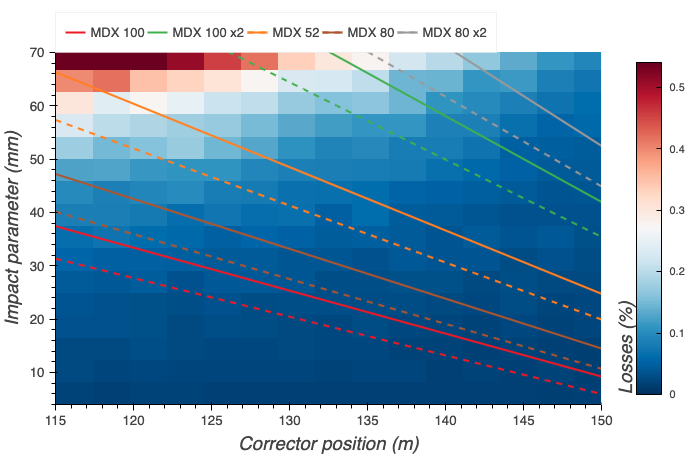 MDX 100 MDX 100 x2 MDX 52 MDX 80 MDX 80 x2
70
60
50
40
30
20
10
Impact parameter (mm)
115 120 125 130 135 140 145 150
Corrector position (m)
0.5
0.4
0.3
0.2
0.1
0
Losses (%)